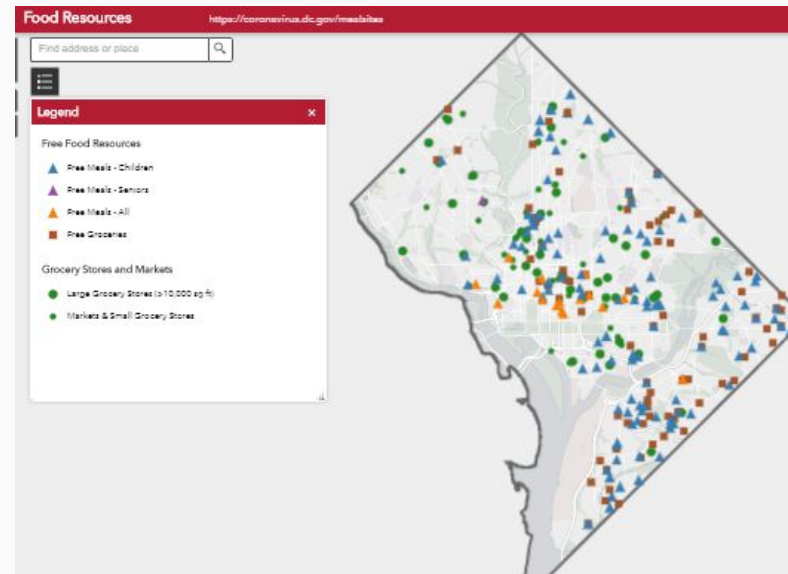 Food Resources
https://coronavirus.dc.gov/mealsites
Find address or place
Legend
×
Free Food Resources
Free Meals - Children
Free Meals - Seniors
Free Meals - All
Free Groceries
Grocery Stores and Markets
Large Grocery Stores (>10,000 sq ft)
Markets & Small Grocery Stores